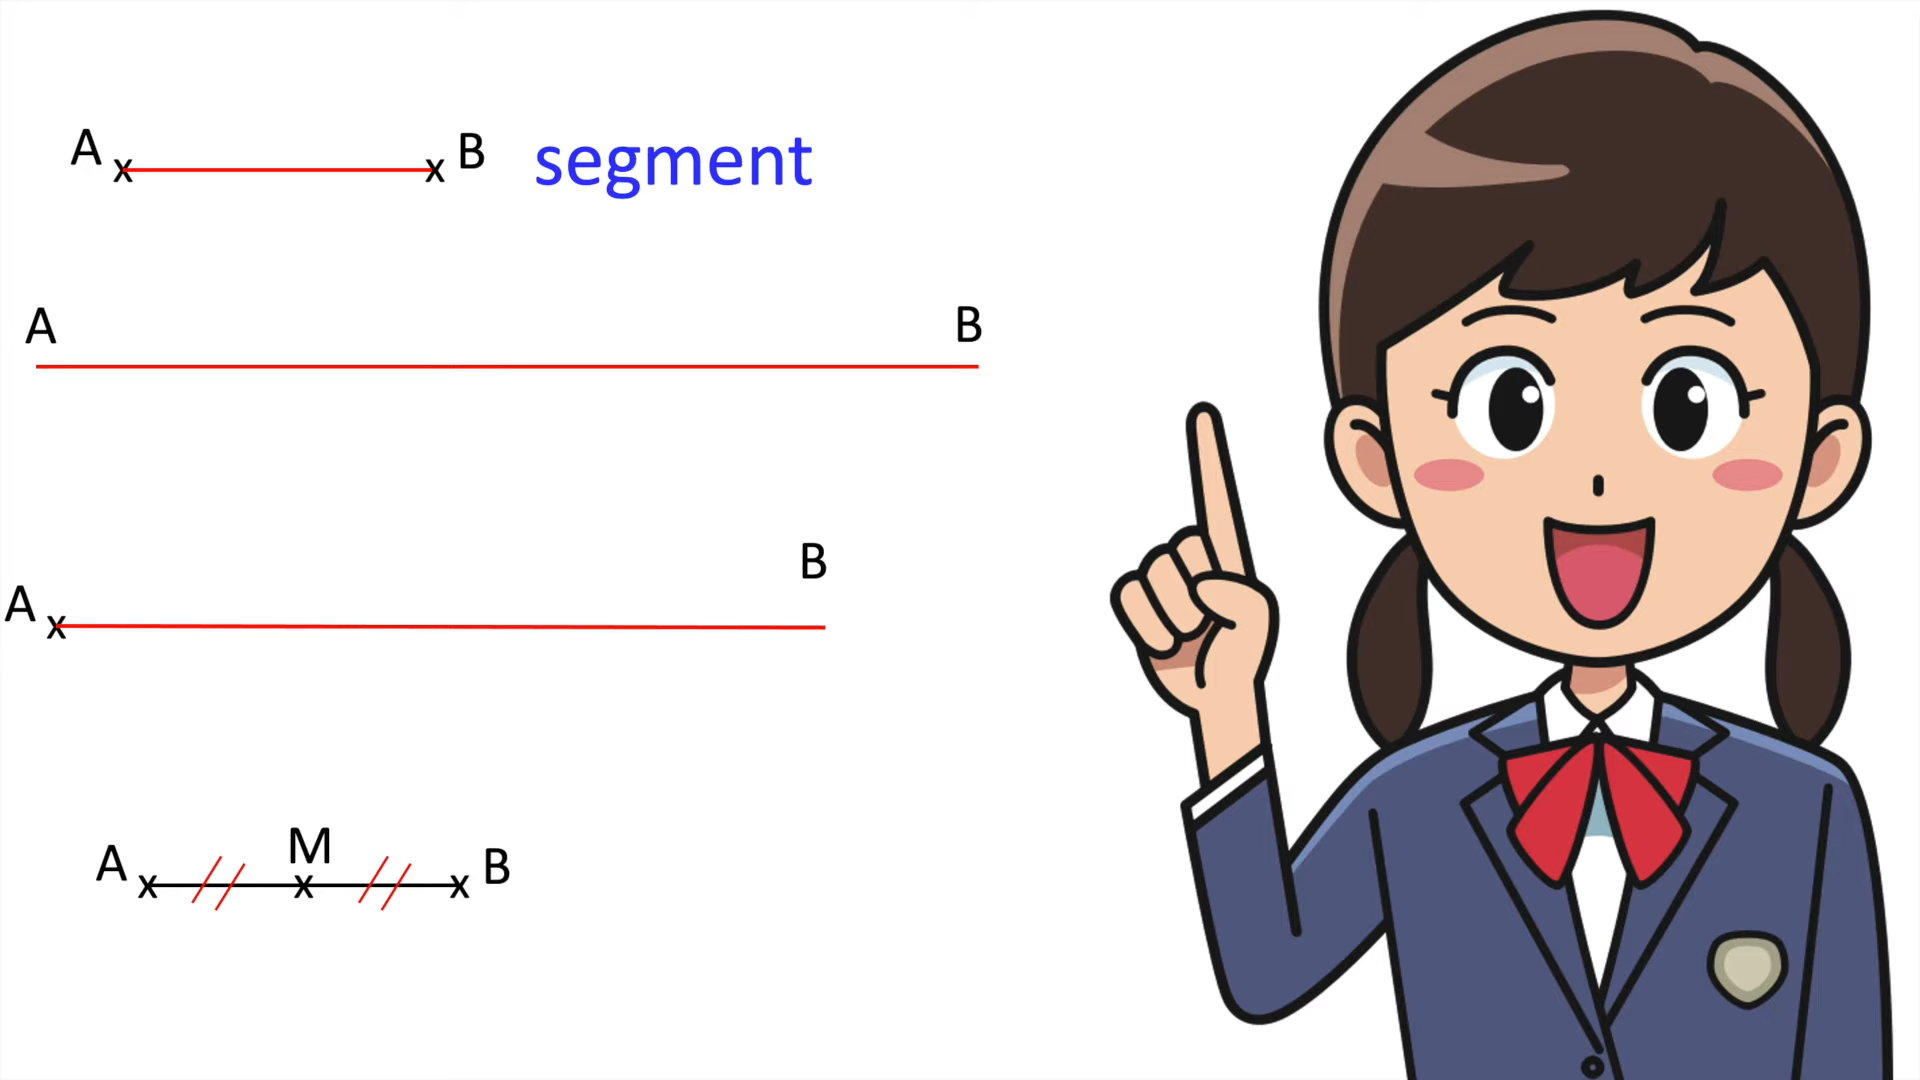 A x x B segment
A B
B
A x
A x M x x B